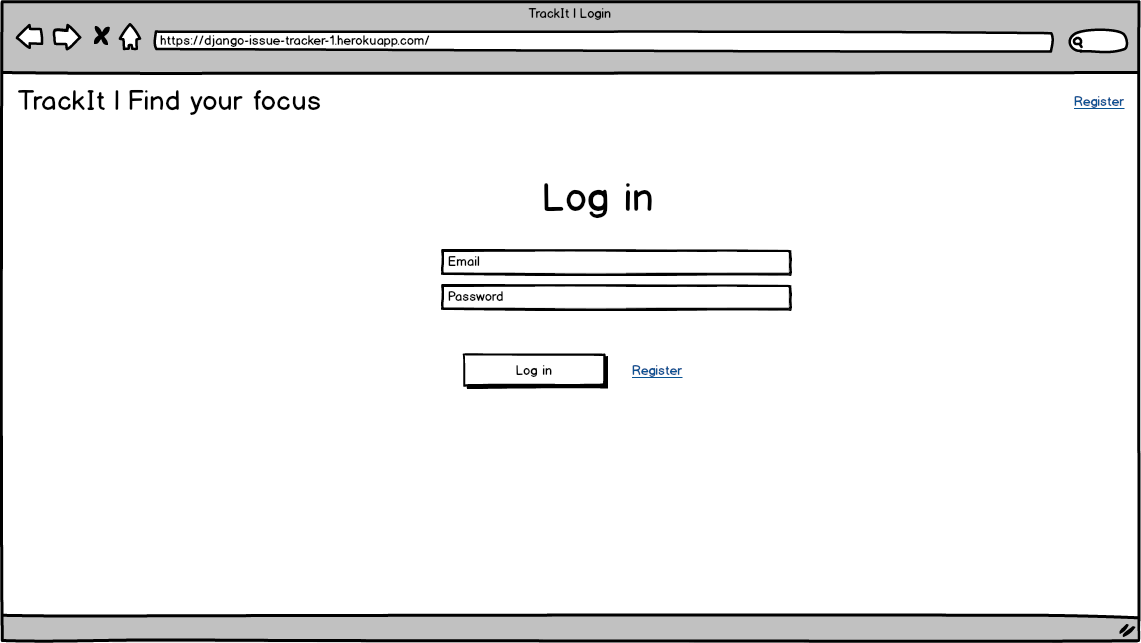 TrackIt | Login
https://django-issue-tracker-1.herokuapp.com/
TrackIt | Find your focus
Register
Log in
Email
Password
Log in
Register